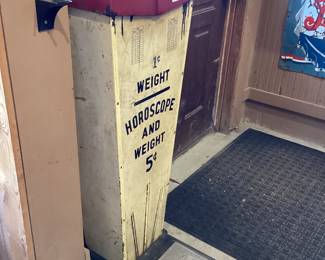 1¢
WEIGHT
HOROSCOPE
AND
WEIGHT
5¢